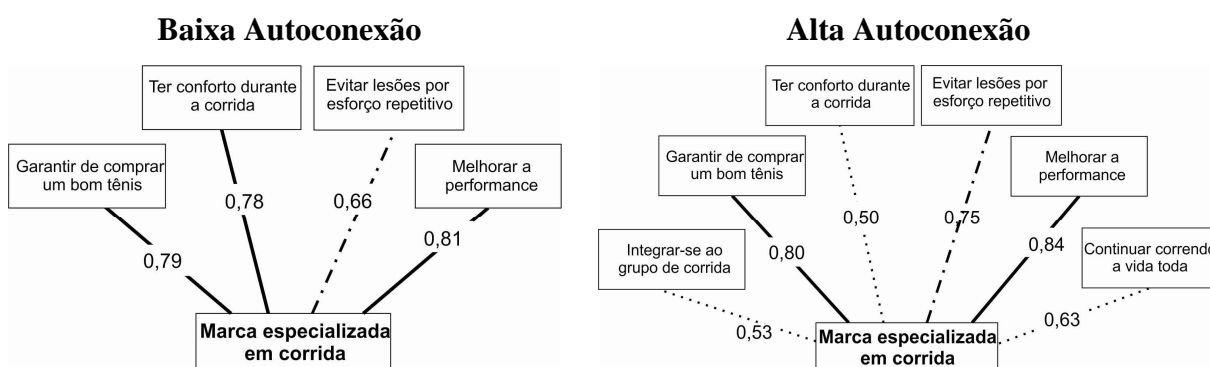 Baixa Autoconexão
Ter conforto durante
a corrida
Evitar lesões por
esforço repetitivo
Garantir de comprar
um bom tênis
Melhorar a
performance
0,79
0,78
0,66
0,81
Marca especializada
em corrida
Alta Autoconexão
Ter conforto durante
a corrida
Evitar lesões por
esforço repetitivo
Garantir de comprar
um bom tênis
Melhorar a
performance
Integrar-se ao
grupo de corrida
Continuar correndo
a vida toda
0,53
0,80
0,50
0,75
0,84
0,63
Marca especializada
em corrida